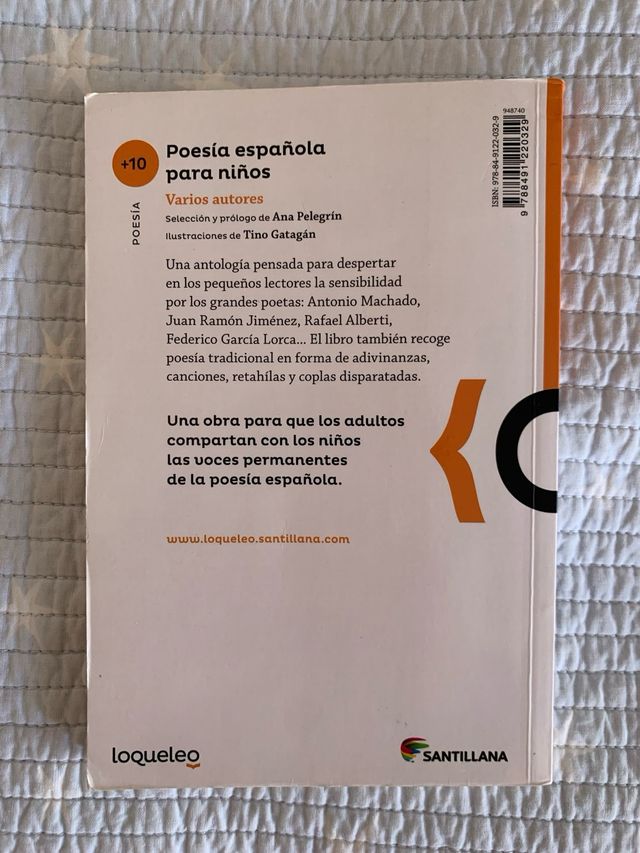 +10
POESÍA
Poesía española
para niños
Varios autores
Selección y prólogo de Ana Pelegrín
Ilustraciones de Tino Gatagán
Una antología pensada para despertar
en los pequeños lectores la sensibilidad
por los grandes poetas: Antonio Machado,
Juan Ramón Jiménez, Rafael Alberti,
Federico García Lorca... El libro también recoge
poesía tradicional en forma de adivinanzas,
canciones, retahílas y coplas disparatadas.
Una obra para que los adultos
compartan con los niños
las voces permanentes
de la poesía española.
www.loqueleo.santillana.com
948740
ISBN: 978-84-9122-032-9
9 788491 220329
loqueleo
SANTILLANA